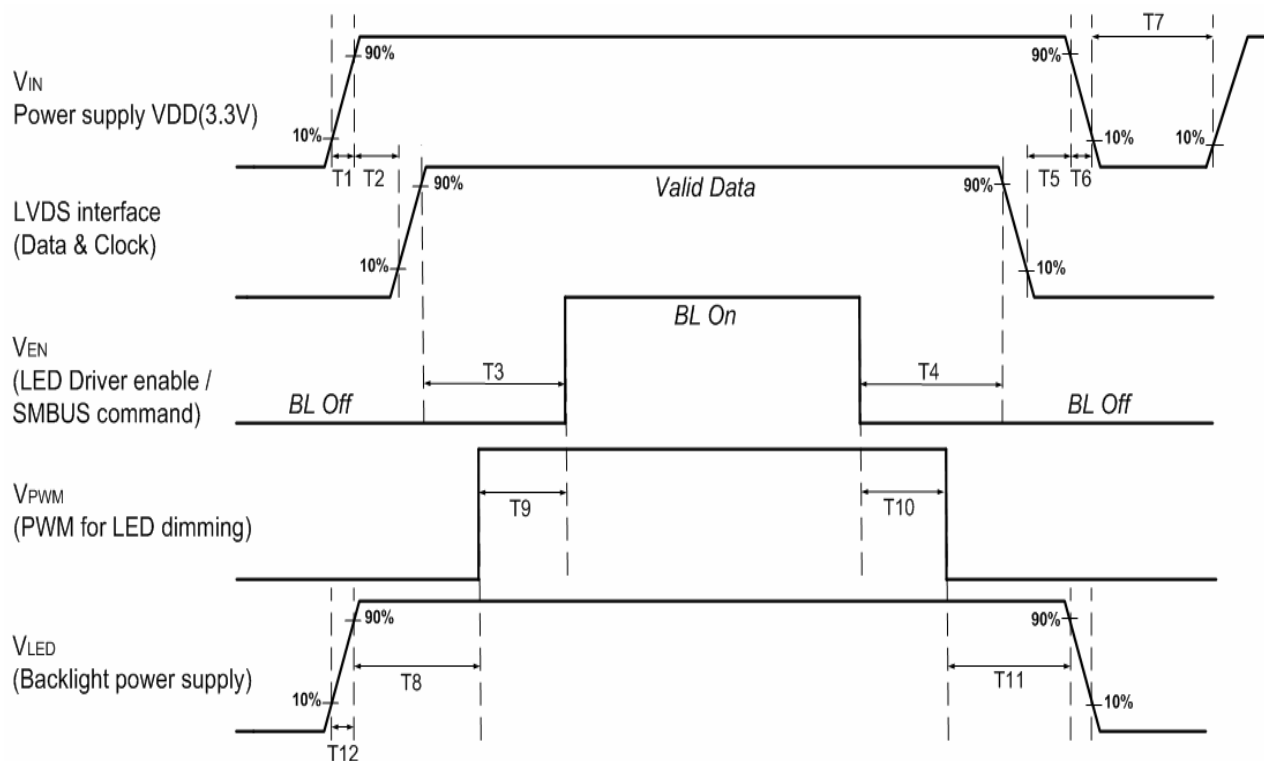 T7
90%
90%
VIN
Power supply VDD(3.3V)
10%
10%
10%
T1
T2
T5
T6
90%
Valid Data
90%
LVDS interface
(Data & Clock)
10%
10%
BL On
VEN
(LED Driver enable /
SMBUS command)
T3
T4
BL Off
BL Off
VPWM
(PWM for LED dimming)
T9
T10
90%
90%
VLED
(Backlight power supply)
T8
T11
10%
10%
T12